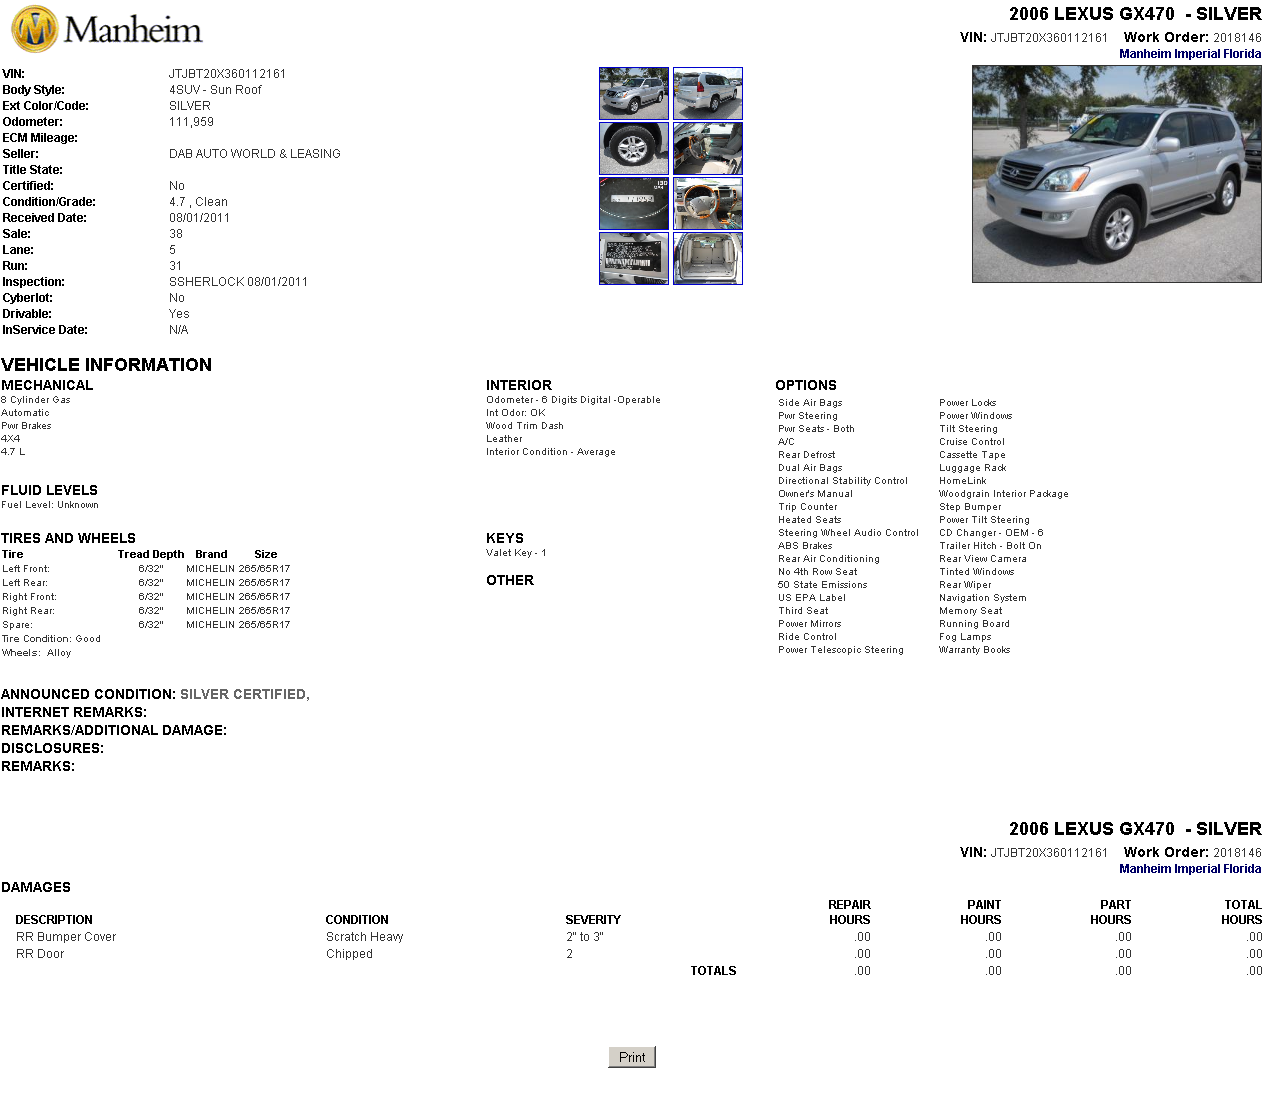 Manheim
2006 LEXUS GX470 - SILVER
VIN: JTJBT20X360112161 Work Order: 2018146
Manheim Imperial Florida
VIN: JTJBT20X360112161
Body Style: 4SUV - Sun Roof
Ext Color/Code: SILVER
Odometer: 111,959
ECM Mileage:
Seller: DAB AUTO WORLD & LEASING
Title State:
Certified: No
Condition/Grade: 4.7 , Clean
Received Date: 08/01/2011
Sale: 38
Lane: 5
Run: 31
Inspection: SSHERLOCK 08/01/2011
Cyberlot: No
Drivable: Yes
InService Date: N/A
VEHICLE INFORMATION
MECHANICAL
8 Cylinder Gas
Automatic
Pwr Brakes
4X4
4.7 L
INTERIOR
Odometer - 6 Digits Digital -Operable
Int Odor: OK
Wood Trim Dash
Leather
Interior Condition - Average
OPTIONS
Side Air Bags Power Locks
Pwr Steering Power Windows
Pwr Seats - Both Tilt Steering
A/C Cruise Control
Rear Defrost Cassette Tape
Dual Air Bags Luggage Rack
Directional Stability Control HomeLink
Owner's Manual Woodgrain Interior Package
Trip Counter Step Bumper
Heated Seats Power Tilt Steering
Steering Wheel Audio Control CD Changer - OEM - 6
ABS Brakes Trailer Hitch - Bolt On
Rear Air Conditioning Rear View Camera
No 4th Row Seat Tinted Windows
50 State Emissions Rear Wiper
US EPA Label Navigation System
Third Seat Memory Seat
Power Mirrors Running Board
Ride Control Fog Lamps
Power Telescopic Steering Warranty Books
FLUID LEVELS
Fuel Level: Unknown
TIRES AND WHEELS
Tire Tread Depth Brand Size
Left Front: 6/32" MICHELIN 265/65R17
Left Rear: 6/32" MICHELIN 265/65R17
Right Front: 6/32" MICHELIN 265/65R17
Right Rear: 6/32" MICHELIN 265/65R17
Spare: 6/32" MICHELIN 265/65R17
Tire Condition: Good
Wheels: Alloy
KEYS
Valet Key - 1
OTHER
ANNOUNCED CONDITION: SILVER CERTIFIED,
INTERNET REMARKS:
REMARKS/ADDITIONAL DAMAGE:
DISCLOSURES:
REMARKS:
2006 LEXUS GX470 - SILVER
VIN: JTJBT20X360112161 Work Order: 2018146
Manheim Imperial Florida
DAMAGES
DESCRIPTION CONDITION SEVERITY REPAIR HOURS PAINT HOURS PART HOURS TOTAL HOURS
RR Bumper Cover Scratch Heavy 2" to 3" .00 .00 .00 .00
RR Door Chipped 2 .00 .00 .00 .00
TOTALS .00 .00 .00 .00
Print